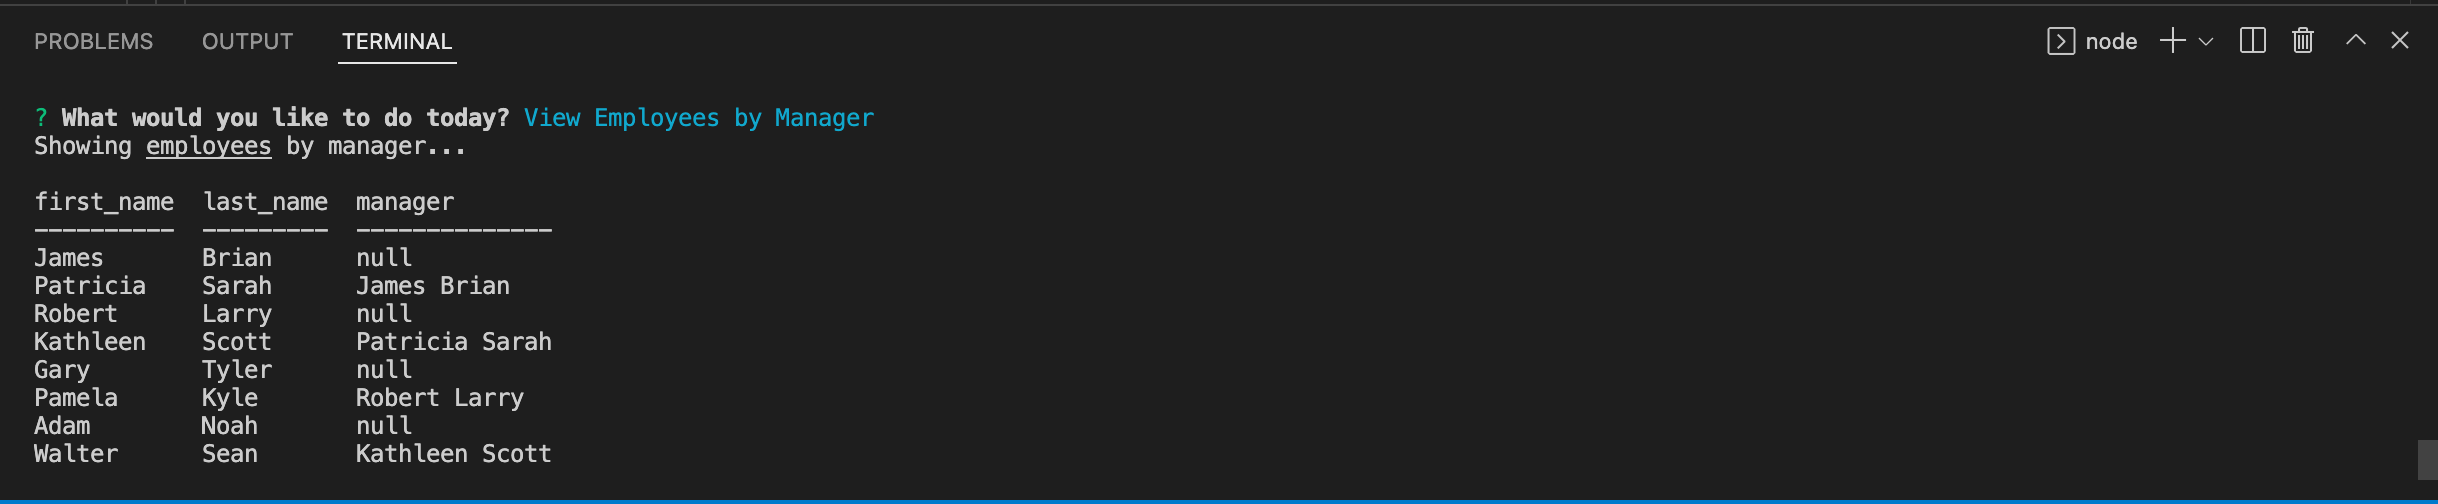 PROBLEMS OUTPUT TERMINAL node
? What would you like to do today? View Employees by Manager
Showing employees by manager...
first_name last_name manager
---------- --------- --------------
James Brian null
Patricia Sarah James Brian
Robert Larry null
Kathleen Scott Patricia Sarah
Gary Tyler null
Pamela Kyle Robert Larry
Adam Noah null
Walter Sean Kathleen Scott